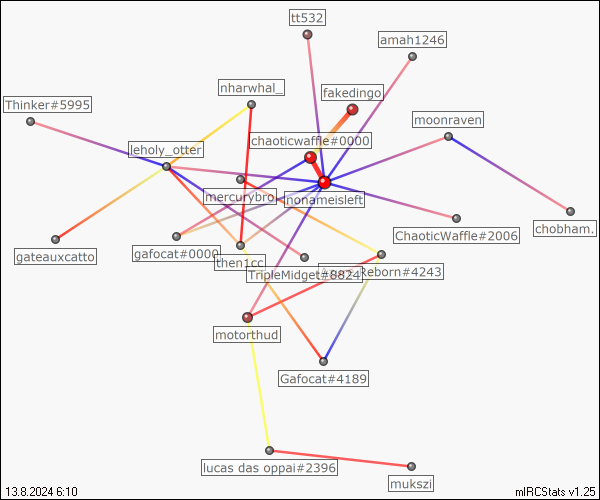 tt532
amah1246
nharwhal_
fakedingo
Thinker#5995
moonraven
chaoticwaffle#0000
leholy_otter
mercurybro
nonameisleft
ChaoticWaffle#2006
chobham.
gateauxcatto
gafocat#0000
then1cc
TripleMidget#8824
Reborn#4243
motorthud
Gafocat#4189
lucas das oppai#2396
mukszi
13.8.2024 6:10
mIRCStats v1.25